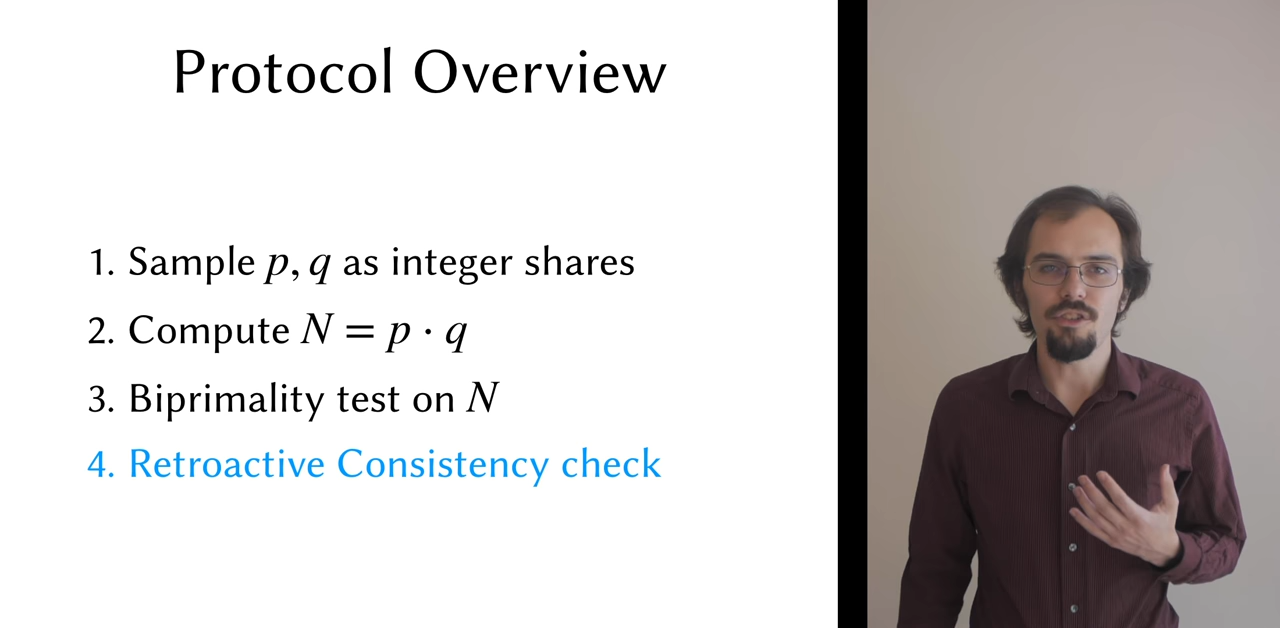 Protocol Overview
1. Sample p, q as integer shares
2. Compute N = p · q
3. Biprimality test on N
4. Retroactive Consistency check